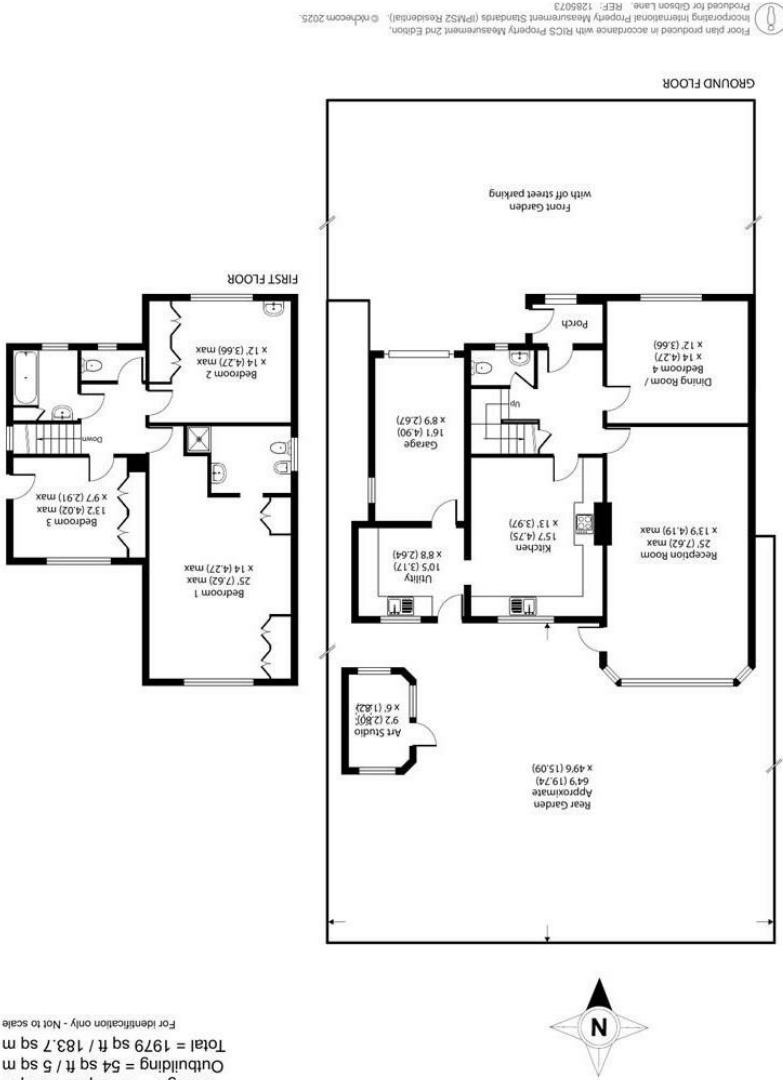 Outbuilding = 54 sq ft / 5 sq m
Total = 1979 sq ft / 183.7 sq m
For identification only - Not to scale
N
Rear Garden
Approximate
64'9 (19.74)
x 49'6 (15.09)
Art Studio
9'2 (2.80)
x 6' (1.82)
Reception Room
25' (7.62) max
x 13'9 (4.19) max
Kitchen
15'7 (4.75)
x 13' (3.97)
Utility
10'5 (3.17)
x 8'8 (2.64)
Garage
16'1 (4.90)
x 8'9 (2.67)
Up
Dining Room /
Bedroom 4
x 14 (4.27)
x 12' (3.66)
Porch
Front Garden
with off street parking
GROUND FLOOR
Bedroom 1
25' (7.62) max
x 14 (4.27) max
Bedroom 3
13'2 (4.02) max
x 9'7 (2.91) max
Down
Bedroom 2
x 14 (4.27)
x 12' (3.66) max
FIRST FLOOR
Floor plan produced in accordance with RICS Property Measurement 2nd Edition,
Incorporating International Property Measurement Standards (IPMS2 Residential). © nichecom 2025.
Produced for Gibson Lane. REF: 1285073